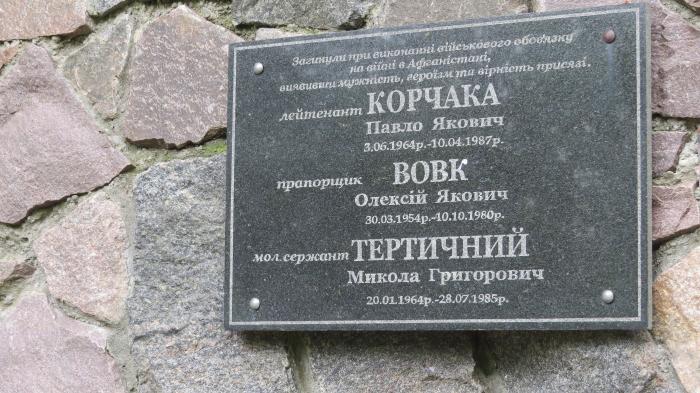 Загинули при виконанні військового обов'язку
на війні в Афганістані,
виявивши мужність, героїзм та вірність присязі.
лейтенант КОРЧАКА
Павло Якович
3.06.1964р.-10.04.1987р.
прапорщик ВОВК
Олексій Якович
30.03.1954р.-10.10.1980р.
мол.сержант ТЕРТИЧНИЙ
Микола Григорович
20.01.1964р.-28.07.1985р.